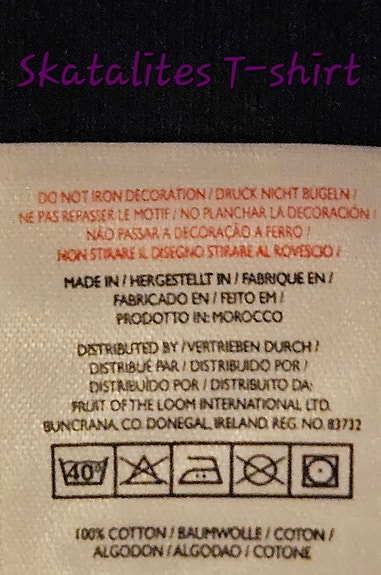 Skatalites T-shirt
DO NOT IRON DECORATION / DRUCK NICHT BÜGELN /
NE PAS REPASSER LE MOTIF / NO PLANCHAR LA DECORACIÓN /
NÃO PASSAR A DECORAÇÃO A FERRO /
NON STIRARE IL DISEGNO STIRARE AL ROVESCIO /
MADE IN / HERGESTELLT IN / FABRIQUE EN /
FABRICADO EN / FEITO EM /
PRODOTTO IN: MOROCCO
DISTRIBUTED BY / VERTRIEBEN DURCH /
DISTRIBUÉ PAR / DISTRIBUIDO POR /
DISTRIBUÍDO POR / DISTRIBUITO DA:
FRUIT OF THE LOOM INTERNATIONAL LTD.
BUNCRANA, CO. DONEGAL, IRELAND. REG. NO. 83732
40°
100% COTTON / BAUMWOLLE / COTON /
ALGODON / ALGODAO / COTONE